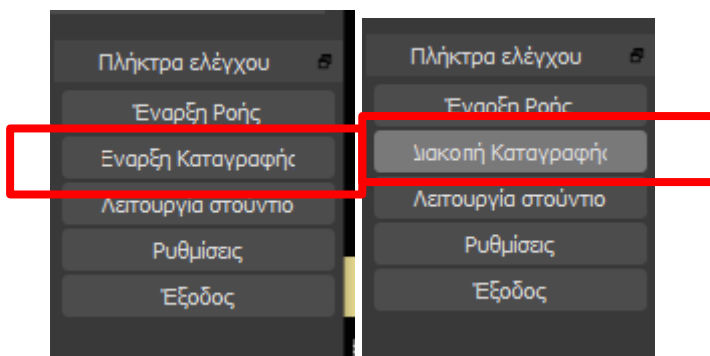 Πλήκτρα ελέγχου
Έναρξη Ροής
Έναρξη Καταγραφής
Λειτουργία στούντιο
Ρυθμίσεις
Έξοδος
Πλήκτρα ελέγχου
Έναρξη Ροής
Διακοπή Καταγραφής
Λειτουργία στούντιο
Ρυθμίσεις
Έξοδος